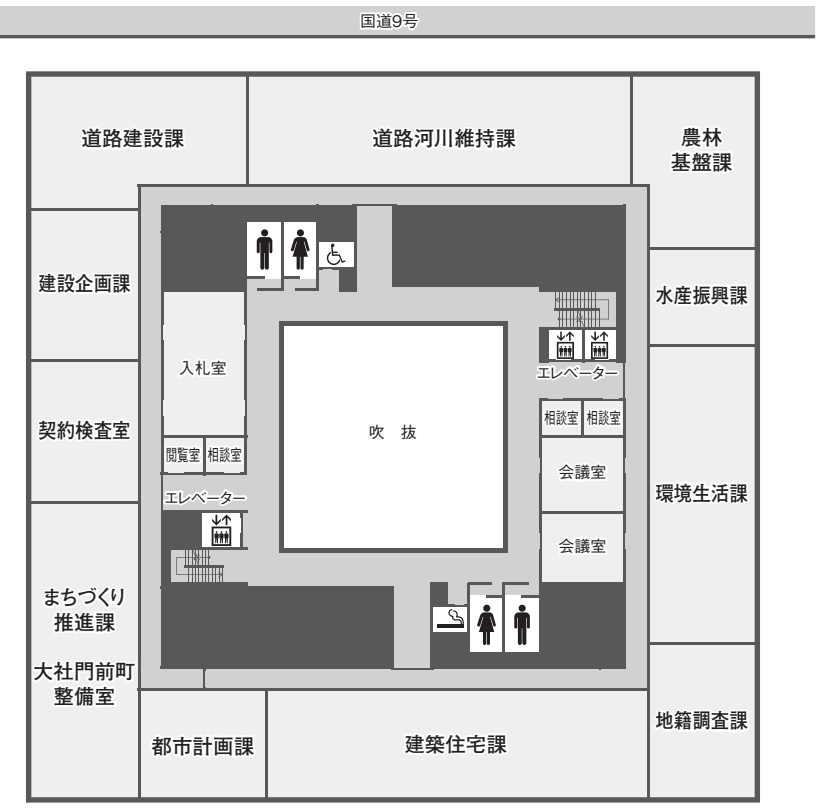 国道9号
道路建設課
道路河川維持課
農林
基盤課
建設企画課
水産振興課
入札室
エレベーター
吹 抜
相談室
相談室
契約検査室
閲覧室
相談室
会議室
環境生活課
エレベーター
会議室
まちづくり
推進課
大社門前町
整備室
地籍調査課
都市計画課
建築住宅課